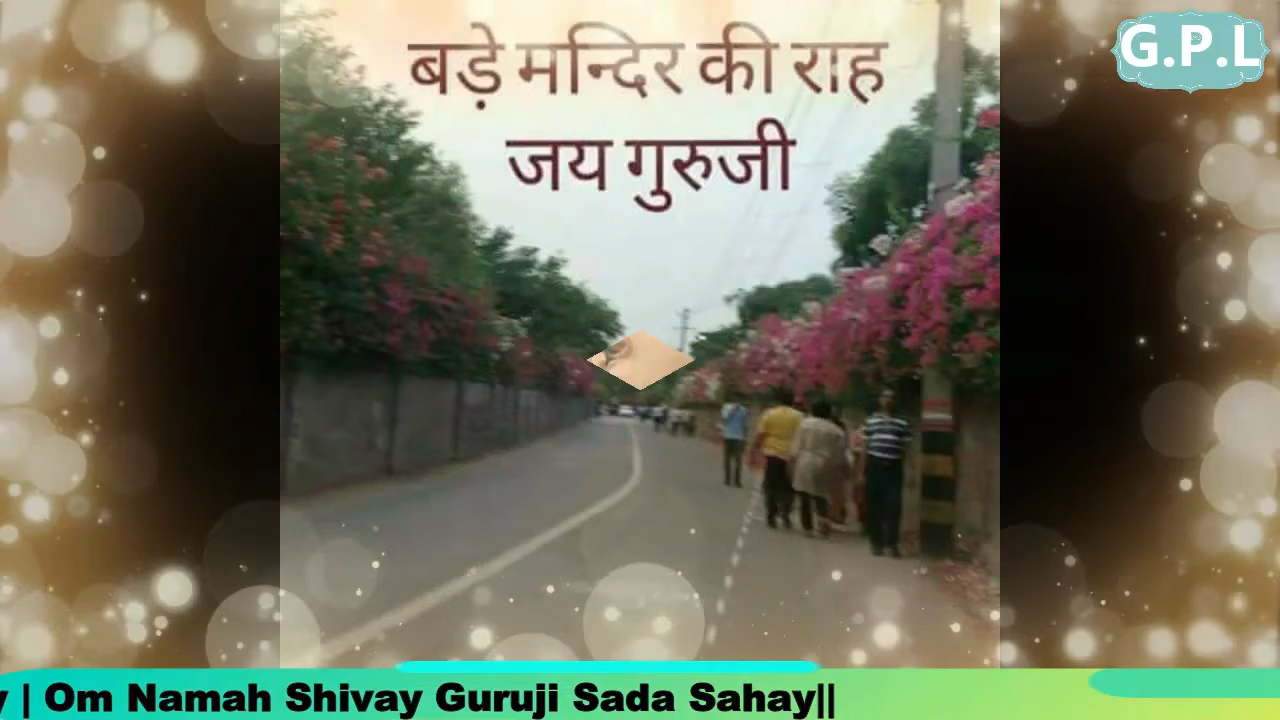 बड़े मन्दिर की राह
जय गुरुजी
G.P.L
y | Om Namah Shivay Guruji Sada Sahay||